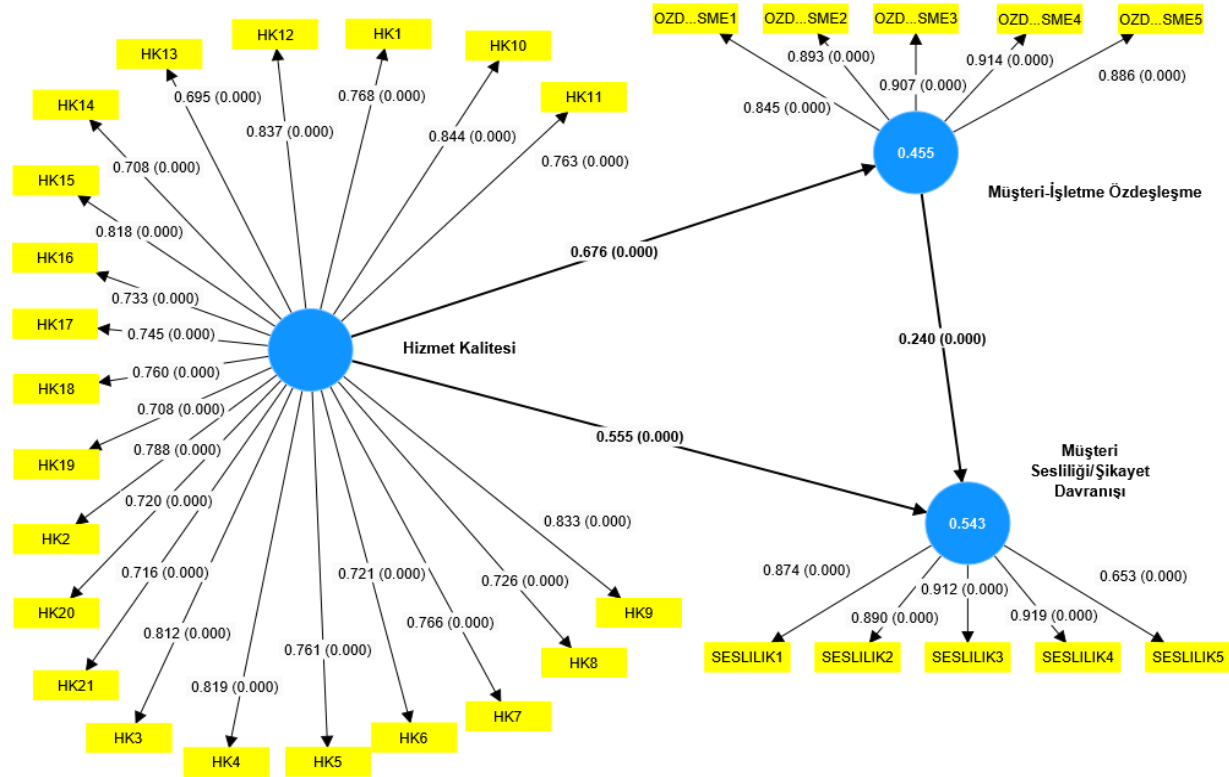 OZD...SME1
OZD...SME2
OZD...SME3
OZD...SME4
OZD...SME5
0.845 (0.000)
0.893 (0.000)
0.907 (0.000)
0.914 (0.000)
0.886 (0.000)
0.455
Müşteri-İşletme Özdeşleşme
HK11
HK10
HK1
HK12
HK13
HK14
HK15
HK16
HK17
HK18
HK19
HK2
HK20
HK21
HK3
HK4
HK5
HK6
HK7
HK8
HK9
0.763 (0.000)
0.844 (0.000)
0.768 (0.000)
0.837 (0.000)
0.695 (0.000)
0.708 (0.000)
0.818 (0.000)
0.733 (0.000)
0.745 (0.000)
0.760 (0.000)
0.708 (0.000)
0.788 (0.000)
0.720 (0.000)
0.716 (0.000)
0.812 (0.000)
0.819 (0.000)
0.761 (0.000)
0.721 (0.000)
0.766 (0.000)
0.726 (0.000)
0.833 (0.000)
Hizmet Kalitesi
0.676 (0.000)
0.555 (0.000)
0.240 (0.000)
Müşteri
Sesliliği/Şikayet
Davranışı
0.543
0.874 (0.000)
0.890 (0.000)
0.912 (0.000)
0.919 (0.000)
0.653 (0.000)
SESLILIK1
SESLILIK2
SESLILIK3
SESLILIK4
SESLILIK5